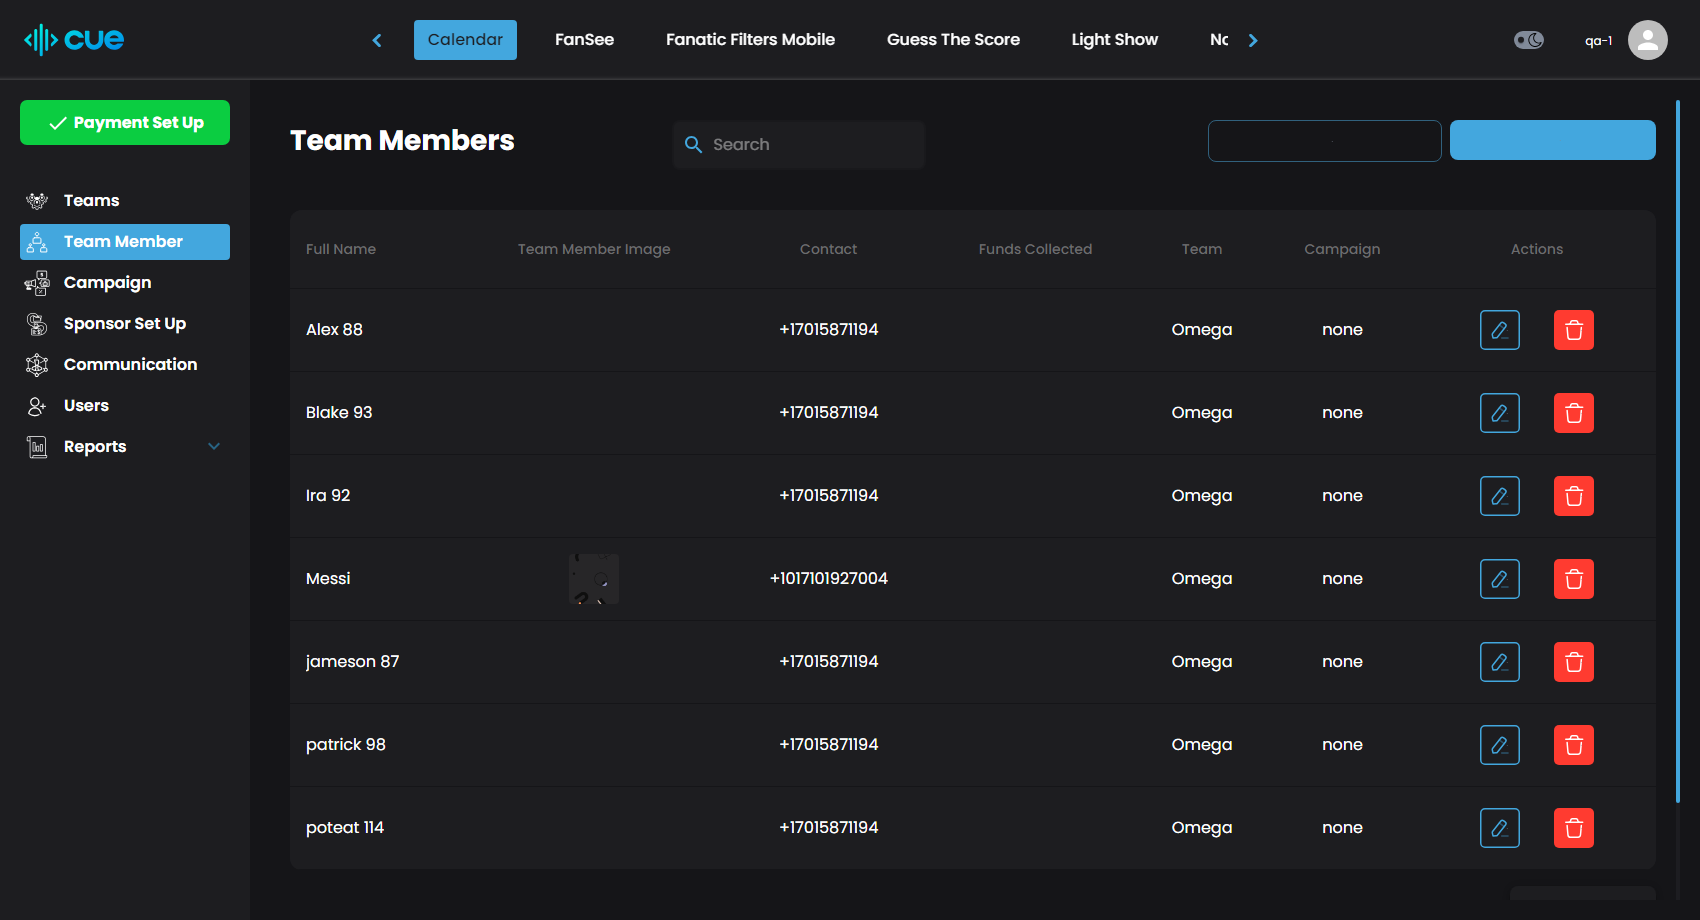 cue
Calendar FanSee Fanatic Filters Mobile Guess The Score Light Show
qa-1
Payment Set Up
Teams
Team Member
Campaign
Sponsor Set Up
Communication
Users
Reports
Team Members
Search
Full Name Team Member Image Contact Funds Collected Team Campaign Actions
Alex 88 +17015871194 Omega none
Blake 93 +17015871194 Omega none
Ira 92 +17015871194 Omega none
Messi +1017101927004 Omega none
jameson 87 +17015871194 Omega none
patrick 98 +17015871194 Omega none
poteat 114 +17015871194 Omega none